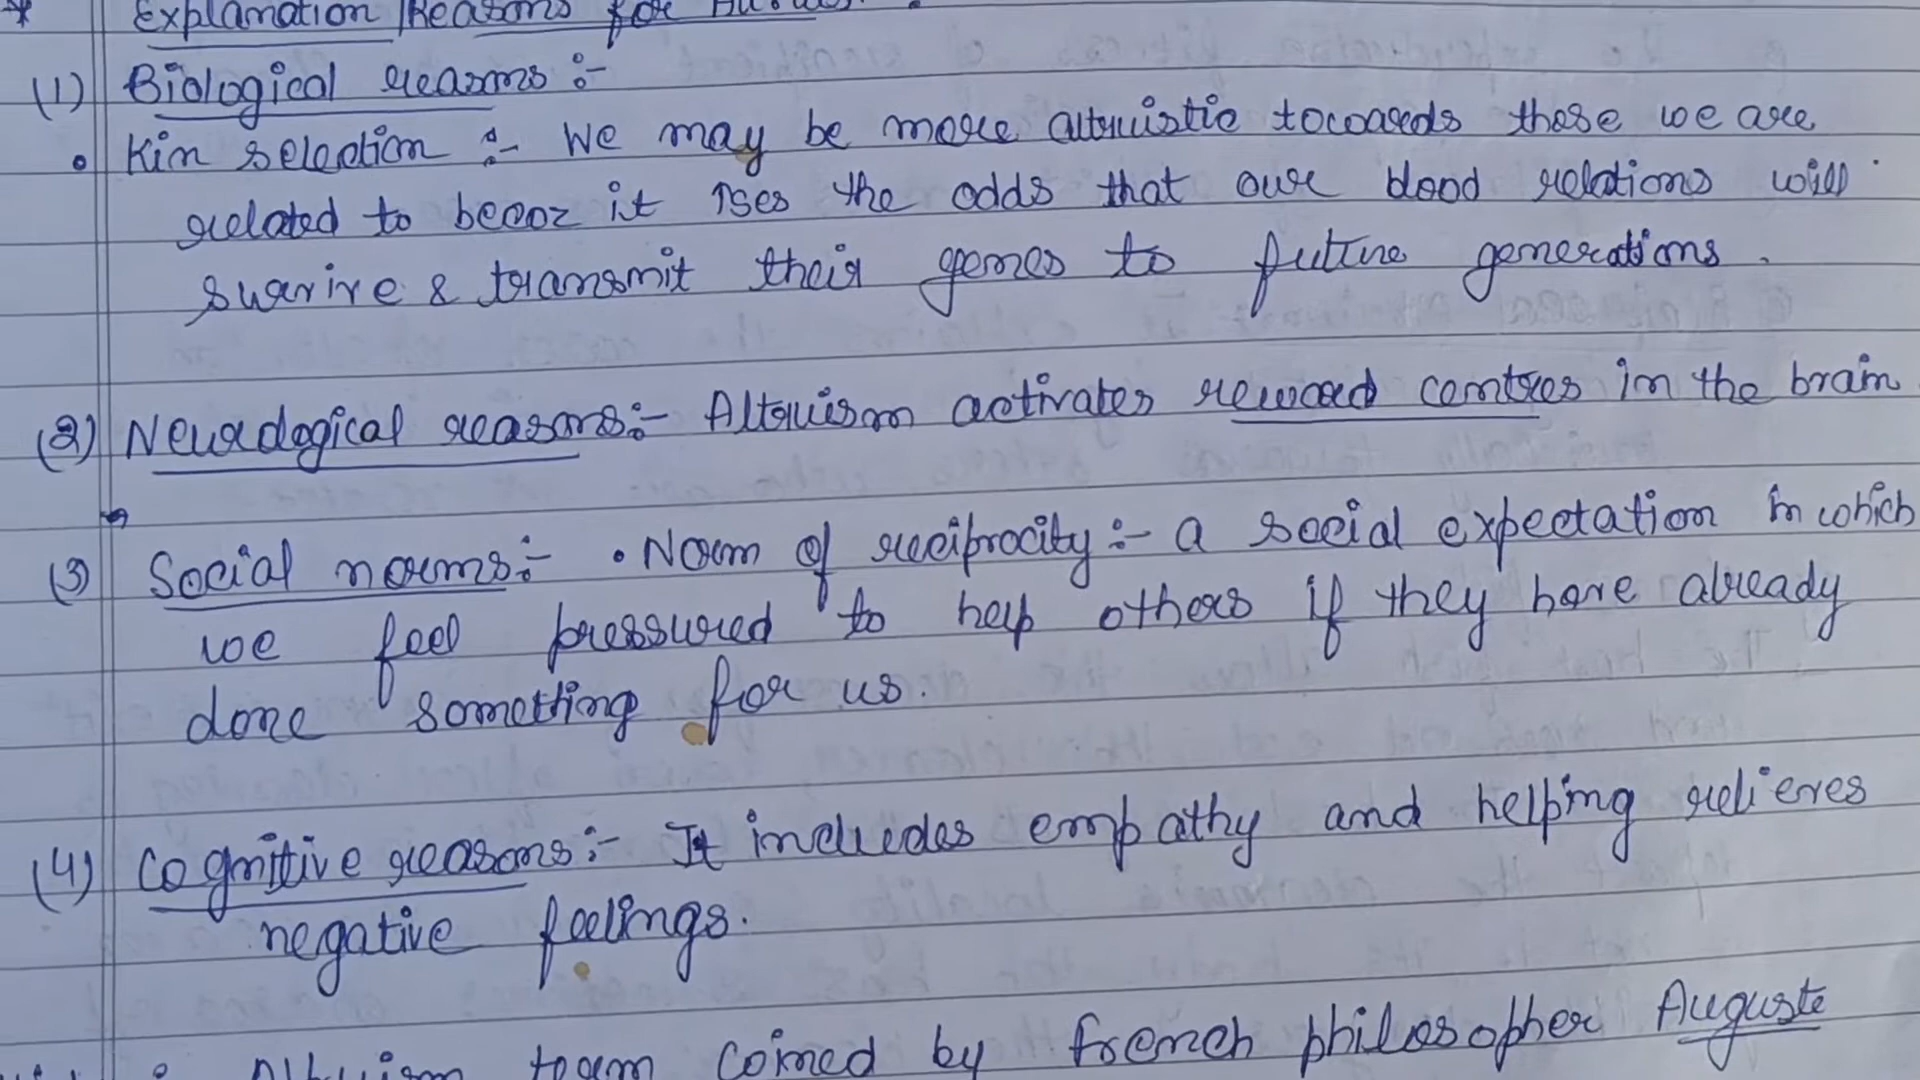 * Explanation / Reasons for
(1) Biological reasons :-
• Kin selection :- We may be more altruistic towards those we are
related to becoz it ↑ses the odds that our blood relations will
survive & transmit their genes to future generations.
(2) Neurological reasons:- Altruism activates reward centres in the brain
(3) Social norms:- • Norm of reciprocity:- a social expectation in which
we feel pressured to help others if they have already
done something for us.
(4) Cognitive reasons:- It includes empathy and helping relieves
negative feelings.
• Altruism term coined by French philosopher Auguste